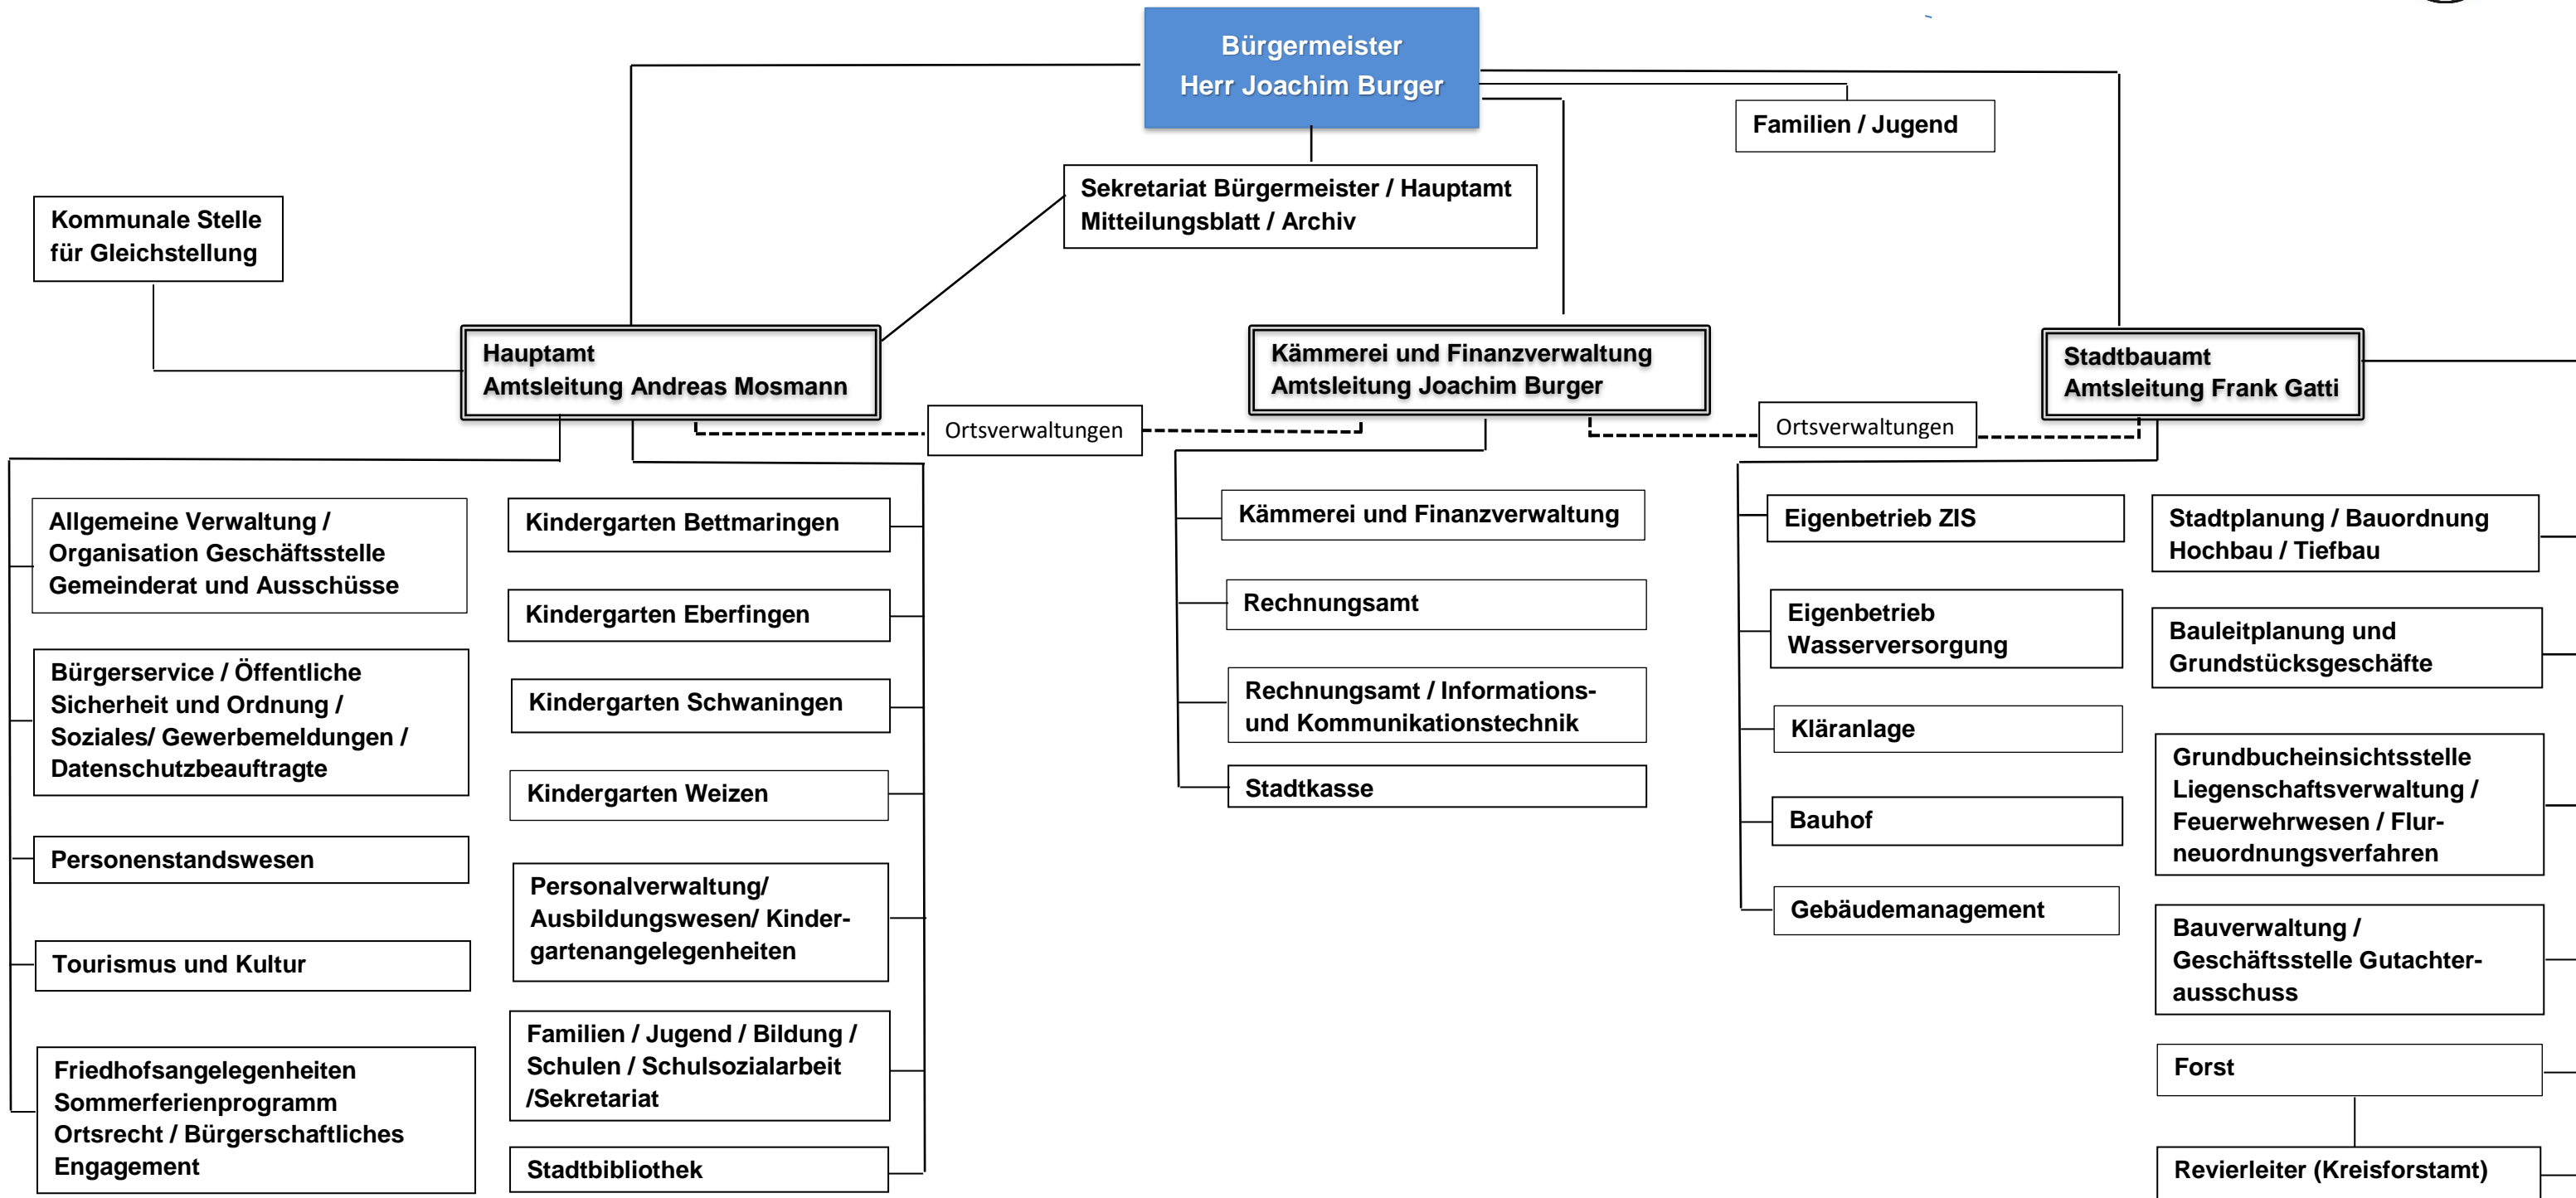 Bürgermeister
Herr Joachim Burger
Familien / Jugend
Sekretariat Bürgermeister / Hauptamt
Mitteilungsblatt / Archiv
Kommunale Stelle
für Gleichstellung
Hauptamt
Amtsleitung Andreas Mosmann
Kämmerei und Finanzverwaltung
Amtsleitung Joachim Burger
Stadtbauamt
Amtsleitung Frank Gatti
Ortsverwaltungen
Ortsverwaltungen
Allgemeine Verwaltung /
Organisation Geschäftsstelle
Gemeinderat und Ausschüsse
Bürgerservice / Öffentliche
Sicherheit und Ordnung /
Soziales/ Gewerbemeldungen /
Datenschutzbeauftragte
Personenstandswesen
Tourismus und Kultur
Friedhofsangelegenheiten
Sommerferienprogramm
Ortsrecht / Bürgerschaftliches
Engagement
Kindergarten Bettmaringen
Kindergarten Eberfingen
Kindergarten Schwaningen
Kindergarten Weizen
Personalverwaltung/
Ausbildungswesen/ Kinder-
gartenangelegenheiten
Familien / Jugend / Bildung /
Schulen / Schulsozialarbeit
/Sekretariat
Stadtbibliothek
Kämmerei und Finanzverwaltung
Rechnungsamt
Rechnungsamt / Informations-
und Kommunikationstechnik
Stadtkasse
Eigenbetrieb ZIS
Eigenbetrieb
Wasserversorgung
Kläranlage
Bauhof
Gebäudemanagement
Stadtplanung / Bauordnung
Hochbau / Tiefbau
Bauleitplanung und
Grundstücksgeschäfte
Grundbucheinsichtsstelle
Liegenschaftsverwaltung /
Feuerwehrwesen / Flur-
neuordnungsverfahren
Bauverwaltung /
Geschäftsstelle Gutachter-
ausschuss
Forst
Revierleiter (Kreisforstamt)